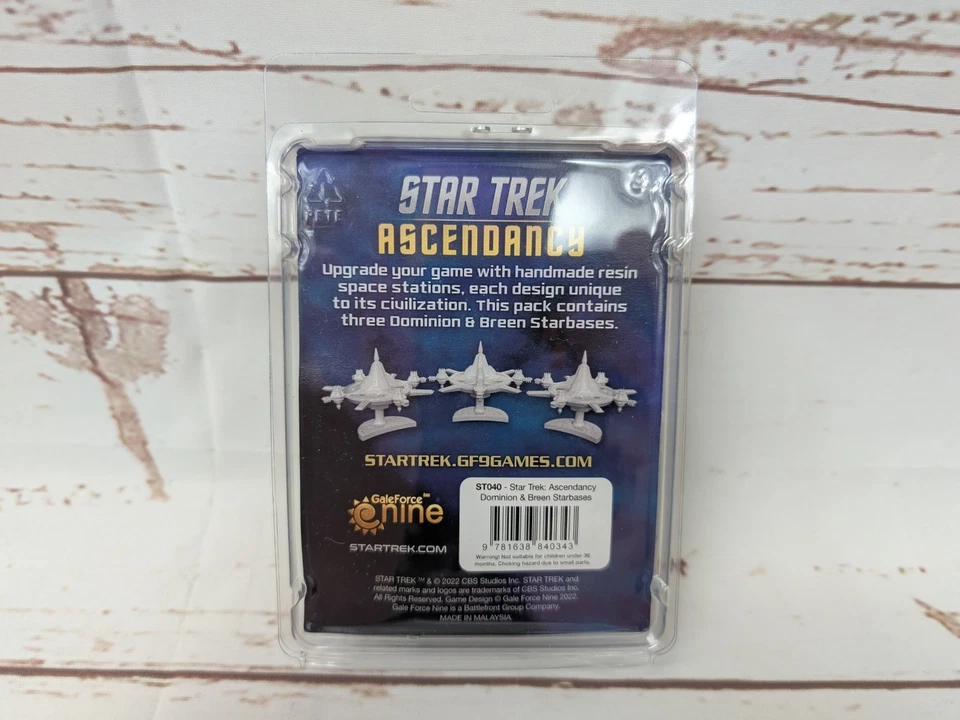 PETE
STAR TREK
ASCENDANCY
Upgrade your game with handmade resin
space stations, each design unique
to its civilization. This pack contains
three Dominion & Breen Starbases.
STARTREK.GF9GAMES.COM
GaleForce™
nine
STARTREK.COM
ST040 - Star Trek: Ascendancy
Dominion & Breen Starbases
9 781638 840343
Warning! Not suitable for children under 36
months. Choking hazard due to small parts.
STAR TREK ™ & © 2022 CBS Studios Inc. STAR TREK and
related marks and logos are trademarks of CBS Studios Inc.
All Rights Reserved. Game Design © Gale Force Nine 2022.
Gale Force Nine is a Battlefront Group Company.
MADE IN MALAYSIA